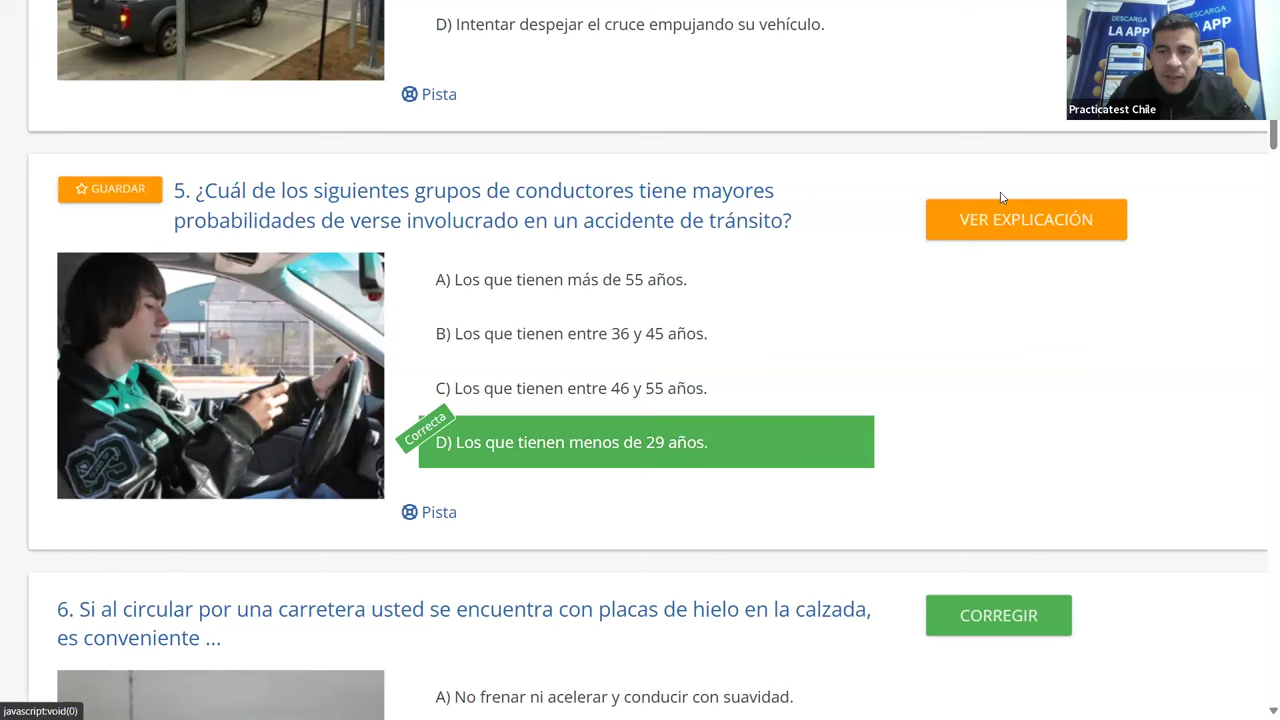 D) Intentar despejar el cruce empujando su vehículo.
Pista
DESCARGA
LA APP
DESCARGA
APP
Practicatest Chile
GUARDAR
5. ¿Cuál de los siguientes grupos de conductores tiene mayores
probabilidades de verse involucrado en un accidente de tránsito?
VER EXPLICACIÓN
A) Los que tienen más de 55 años.
B) Los que tienen entre 36 y 45 años.
C) Los que tienen entre 46 y 55 años.
Correcta
D) Los que tienen menos de 29 años.
Pista
6. Si al circular por una carretera usted se encuentra con placas de hielo en la calzada,
es conveniente ...
CORREGIR
A) No frenar ni acelerar y conducir con suavidad.
javascript:void(0)